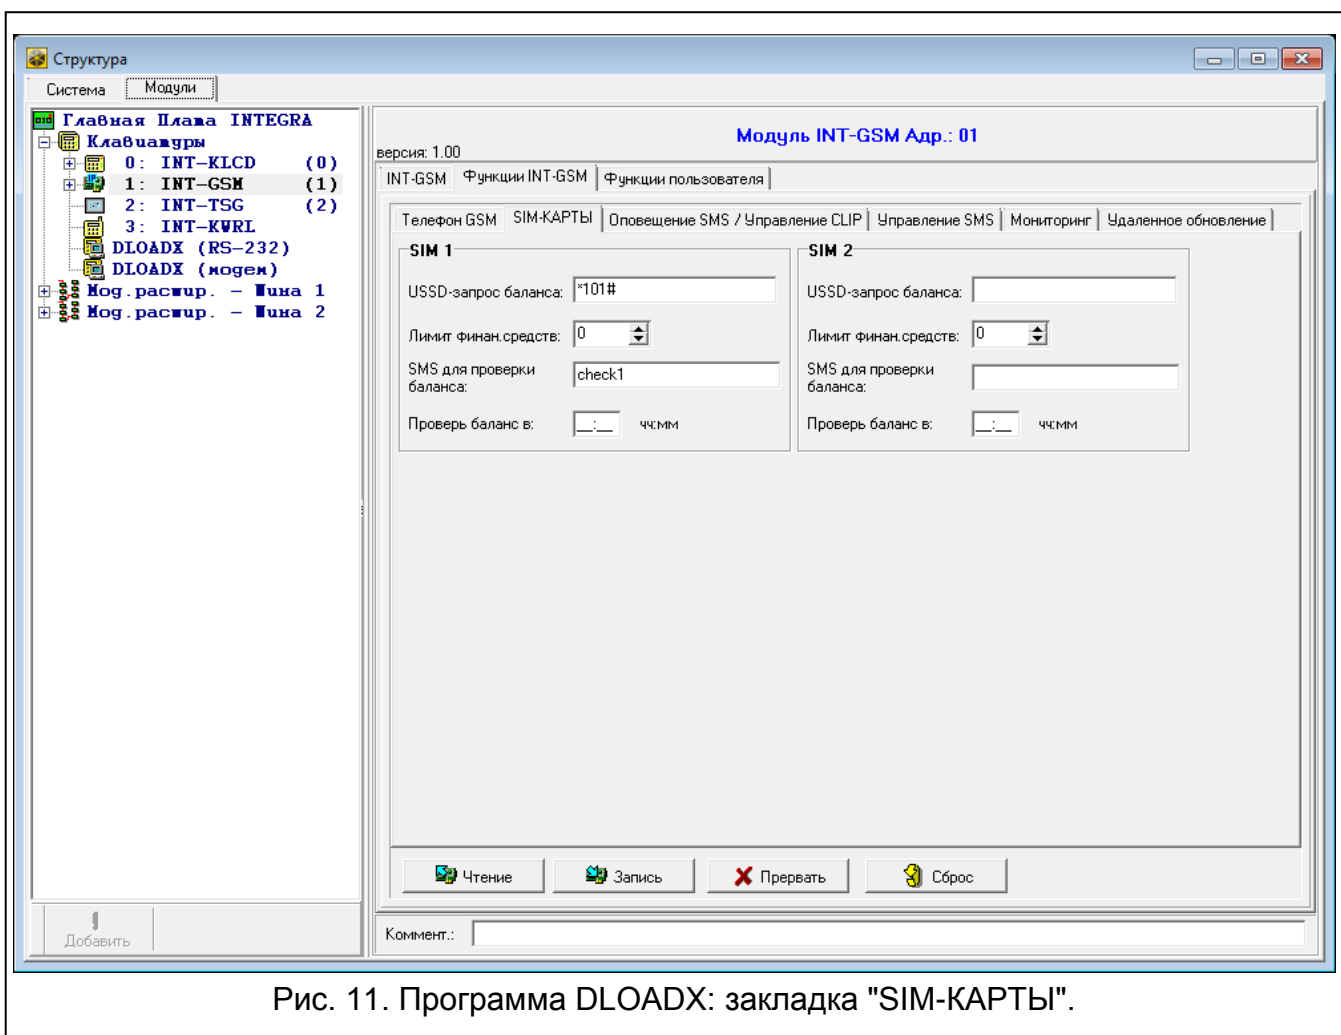 Структура
Система Модули
Главная Плата INTEGRA
Клавиатуры
0: INT-KLCD (0)
1: INT-GSM (1)
2: INT-TSG (2)
3: INT-KWRL
DLOADX (RS-232)
DLOADX (модем)
Мод.расшир. - Шина 1
Мод.расшир. - Шина 2
Добавить
Модуль INT-GSM Адр.: 01
версия: 1.00
INT-GSM Функции INT-GSM Функции пользователя
Телефон GSM SIM-КАРТЫ Оповещение SMS / Управление CLIP Управление SMS Мониторинг Удаленное обновление
SIM 1
USSD-запрос баланса: *101#
Лимит финан.средств: 0
SMS для проверки
баланса: check1
Проверь баланс в: __:__ чч:мм
SIM 2
USSD-запрос баланса:
Лимит финан.средств: 0
SMS для проверки
баланса:
Проверь баланс в: __:__ чч:мм
Чтение Запись Прервать Сброс
Коммент.:
Рис. 11. Программа DLOADX: закладка "SIM-КАРТЫ".